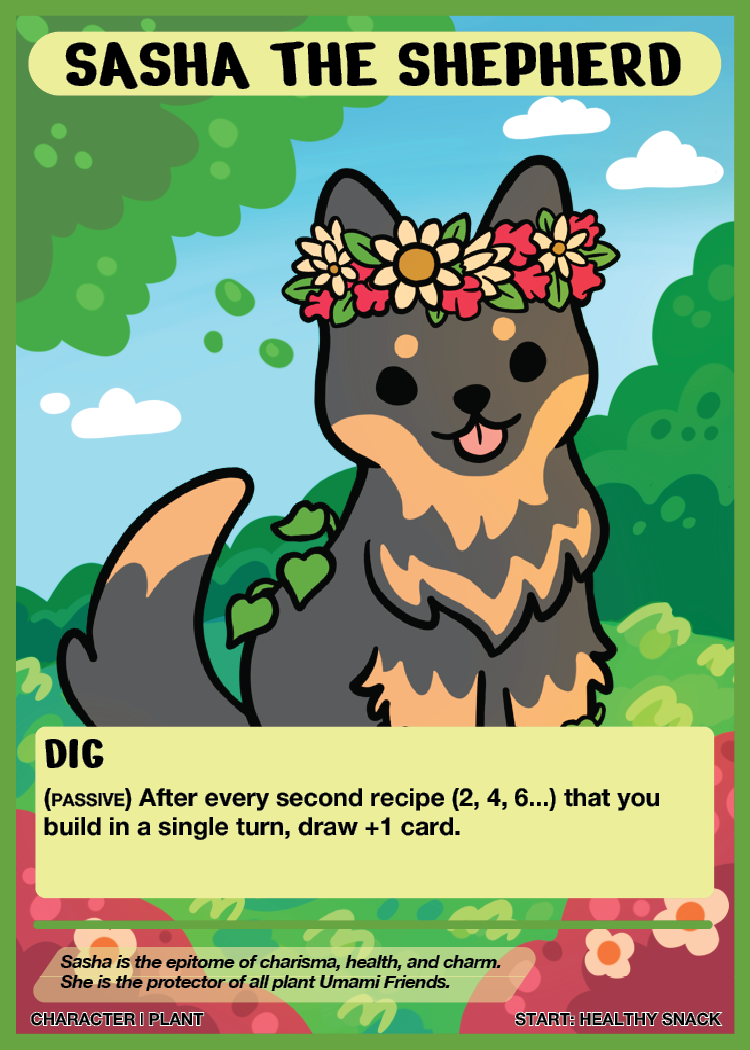 SASHA THE SHEPHERD
DIG
(PASSIVE) After every second recipe (2, 4, 6...) that you
build in a single turn, draw +1 card.
Sasha is the epitome of charisma, health, and charm.
She is the protector of all plant Umami Friends.
CHARACTER | PLANT
START: HEALTHY SNACK